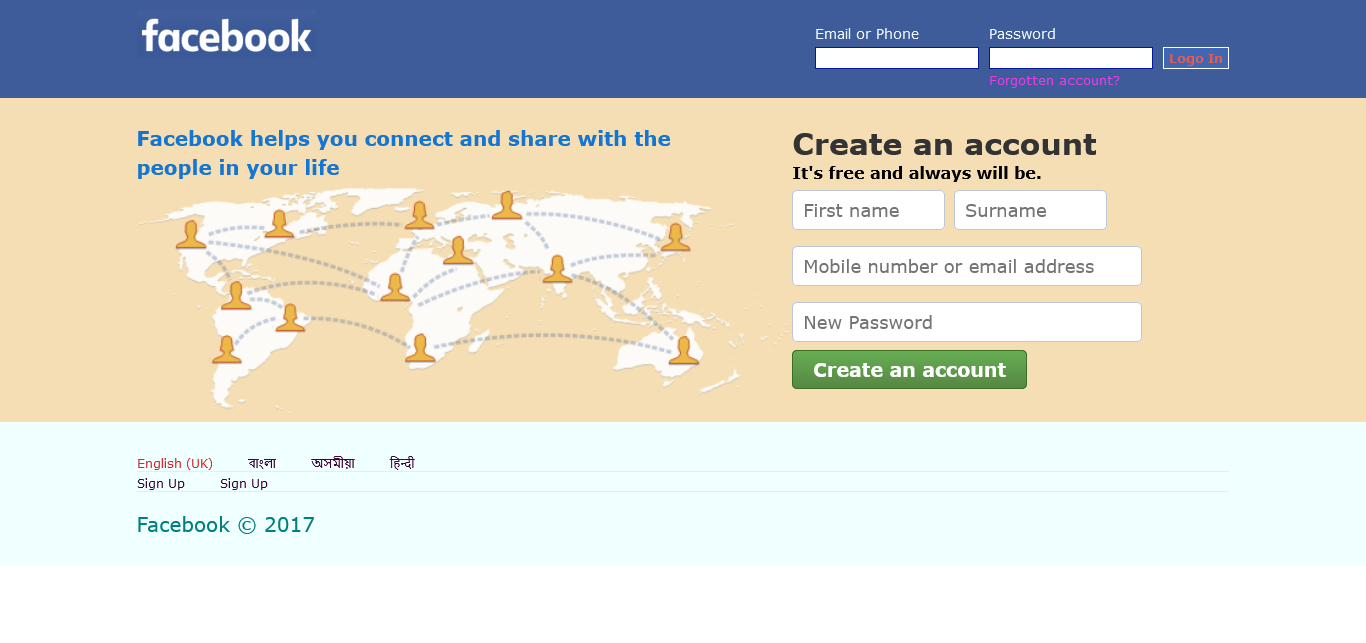 facebook
Email or Phone Password
Logo In
Forgotten account?
Facebook helps you connect and share with the
people in your life
Create an account
It's free and always will be.
First name Surname
Mobile number or email address
New Password
Create an account
English (UK) বাংলা অসমীয়া हिन्दी
Sign Up Sign Up
Facebook © 2017